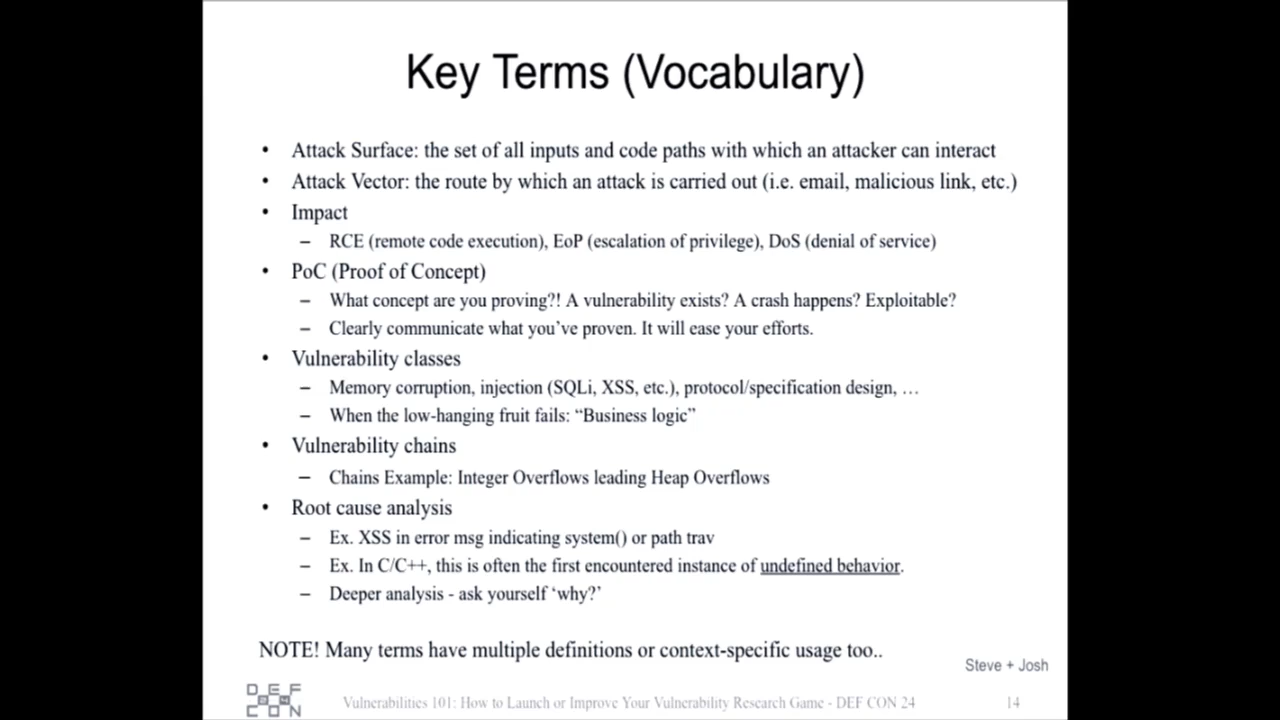 Key Terms (Vocabulary)
• Attack Surface: the set of all inputs and code paths with which an attacker can interact
• Attack Vector: the route by which an attack is carried out (i.e. email, malicious link, etc.)
• Impact
– RCE (remote code execution), EoP (escalation of privilege), DoS (denial of service)
• PoC (Proof of Concept)
– What concept are you proving?! A vulnerability exists? A crash happens? Exploitable?
– Clearly communicate what you’ve proven. It will ease your efforts.
• Vulnerability classes
– Memory corruption, injection (SQLi, XSS, etc.), protocol/specification design, …
– When the low-hanging fruit fails: “Business logic”
• Vulnerability chains
– Chains Example: Integer Overflows leading Heap Overflows
• Root cause analysis
– Ex. XSS in error msg indicating system() or path trav
– Ex. In C/C++, this is often the first encountered instance of undefined behavior.
– Deeper analysis - ask yourself ‘why?’
NOTE! Many terms have multiple definitions or context-specific usage too..
Steve + Josh
DEF
CON
Vulnerabilities 101: How to Launch or Improve Your Vulnerability Research Game - DEF CON 24
14